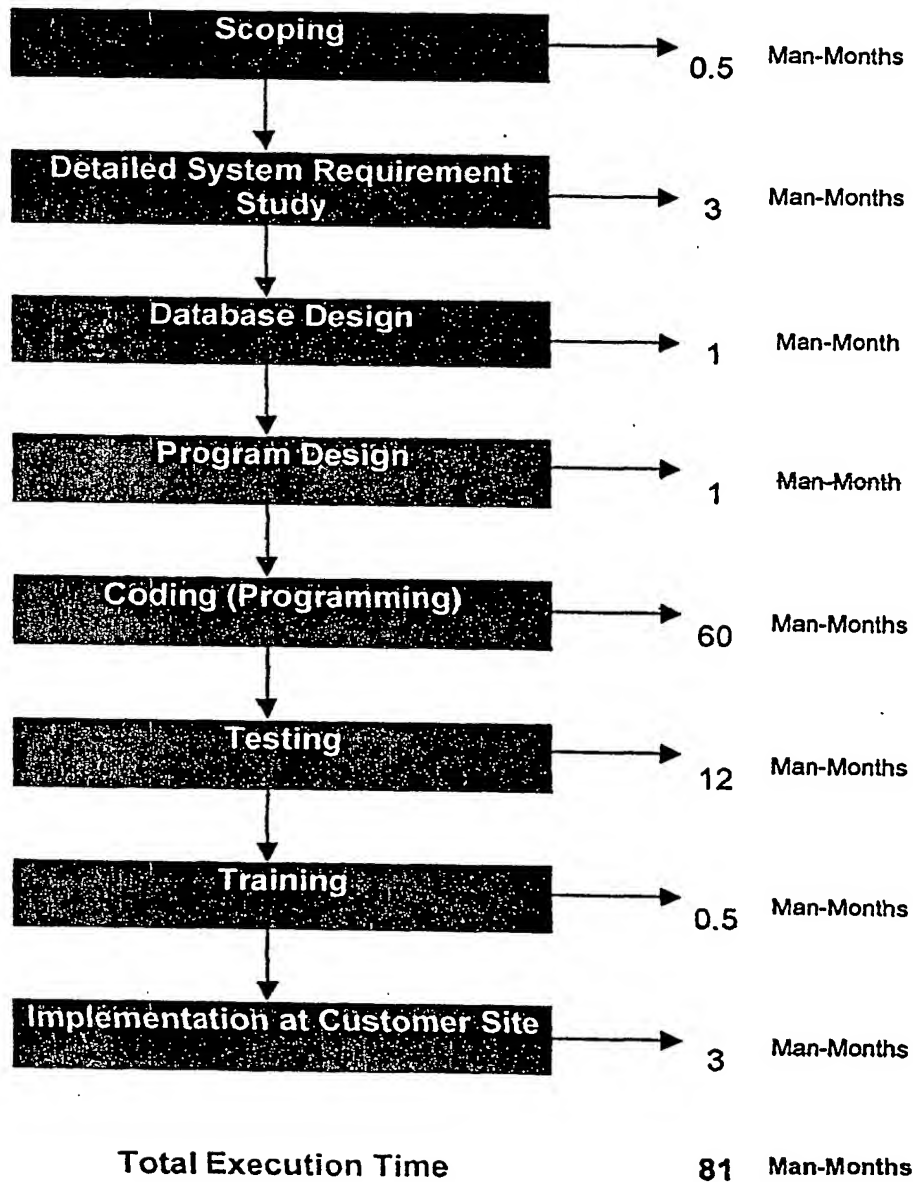 Scoping
0.5 Man-Months
Detailed System Requirement
Study
3 Man-Months
Database Design
1 Man-Month
Program Design
1 Man-Month
Coding (Programming)
60 Man-Months
Testing
12 Man-Months
Training
0.5 Man-Months
Implementation at Customer Site
3 Man-Months
Total Execution Time 81 Man-Months